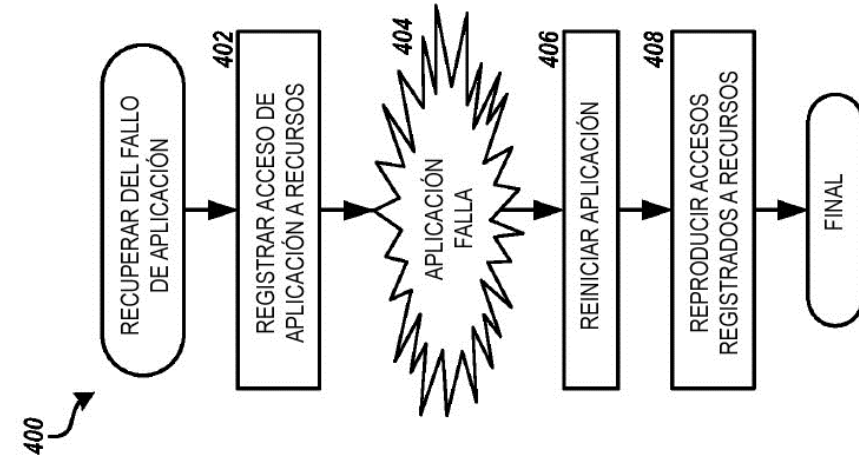 400
RECUPERAR DEL FALLO
DE APLICACIÓN
402
REGISTRAR ACCESO DE
APLICACIÓN A RECURSOS
404
APLICACIÓN
FALLA
406
REINICIAR APLICACIÓN
408
REPRODUCIR ACCESOS
REGISTRADOS A RECURSOS
FINAL